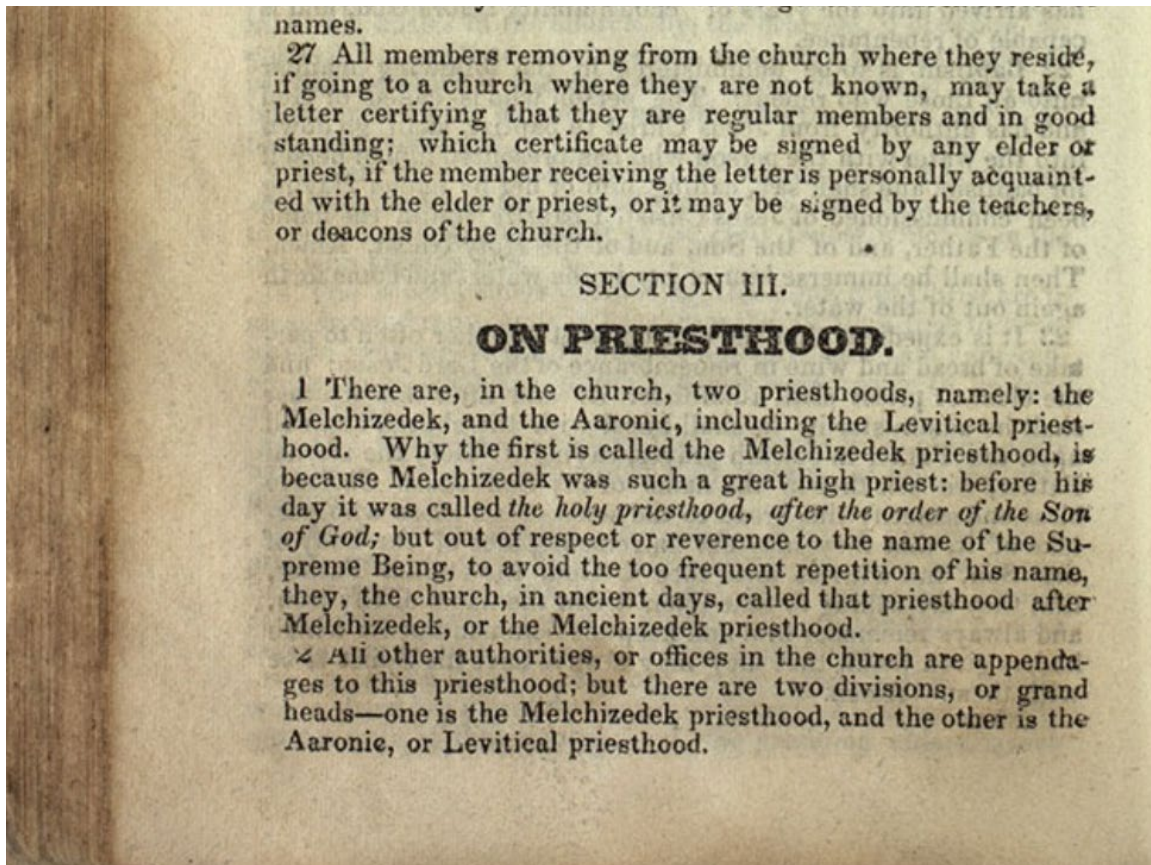 names.
27 All members removing from the church where they reside,
if going to a church where they are not known, may take a
letter certifying that they are regular members and in good
standing; which certificate may be signed by any elder or
priest, if the member receiving the letter is personally acquaint-
ed with the elder or priest, or it may be signed by the teachers,
or deacons of the church.
SECTION III.
ON PRIESTHOOD.
1 There are, in the church, two priesthoods, namely: the
Melchizedek, and the Aaronic, including the Levitical priest-
hood. Why the first is called the Melchizedek priesthood, is
because Melchizedek was such a great high priest: before his
day it was called the holy priesthood, after the order of the Son
of God; but out of respect or reverence to the name of the Su-
preme Being, to avoid the too frequent repetition of his name,
they, the church, in ancient days, called that priesthood after
Melchizedek, or the Melchizedek priesthood.
2 All other authorities, or offices in the church are appenda-
ges to this priesthood; but there are two divisions, or grand
heads—one is the Melchizedek priesthood, and the other is the
Aaronic, or Levitical priesthood.